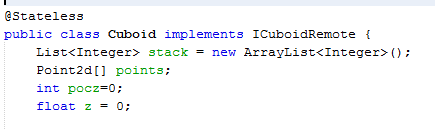 @Stateless
public class Cuboid implements ICuboidRemote {
List<Integer> stack = new ArrayList<Integer>();
Point2d[] points;
int pocz=0;
float z = 0;